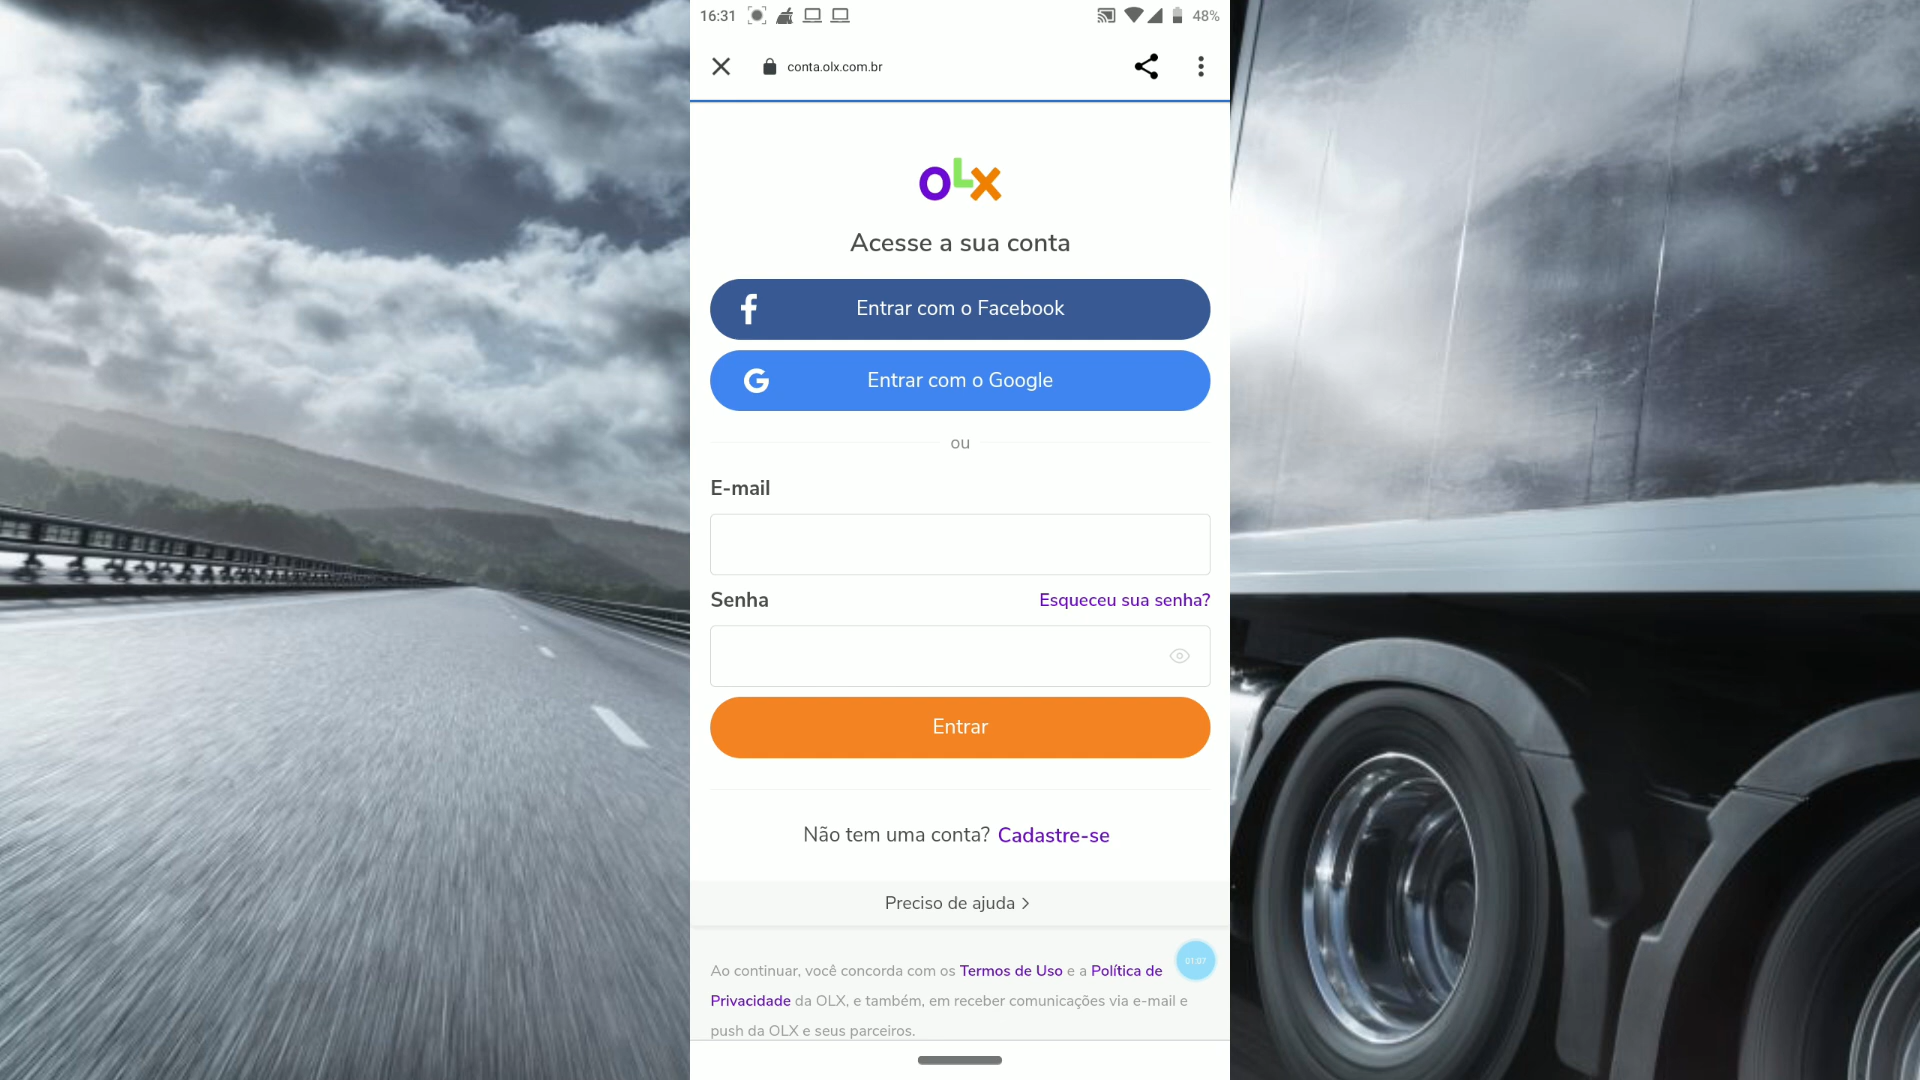 16:31
48%
conta.olx.com.br
OLX
Acesse a sua conta
Entrar com o Facebook
Entrar com o Google
ou
E-mail
Senha
Esqueceu sua senha?
Entrar
Não tem uma conta? Cadastre-se
Preciso de ajuda
01:07
Ao continuar, você concorda com os Termos de Uso e a Política de
Privacidade da OLX, e também, em receber comunicações via e-mail e
push da OLX e seus parceiros.